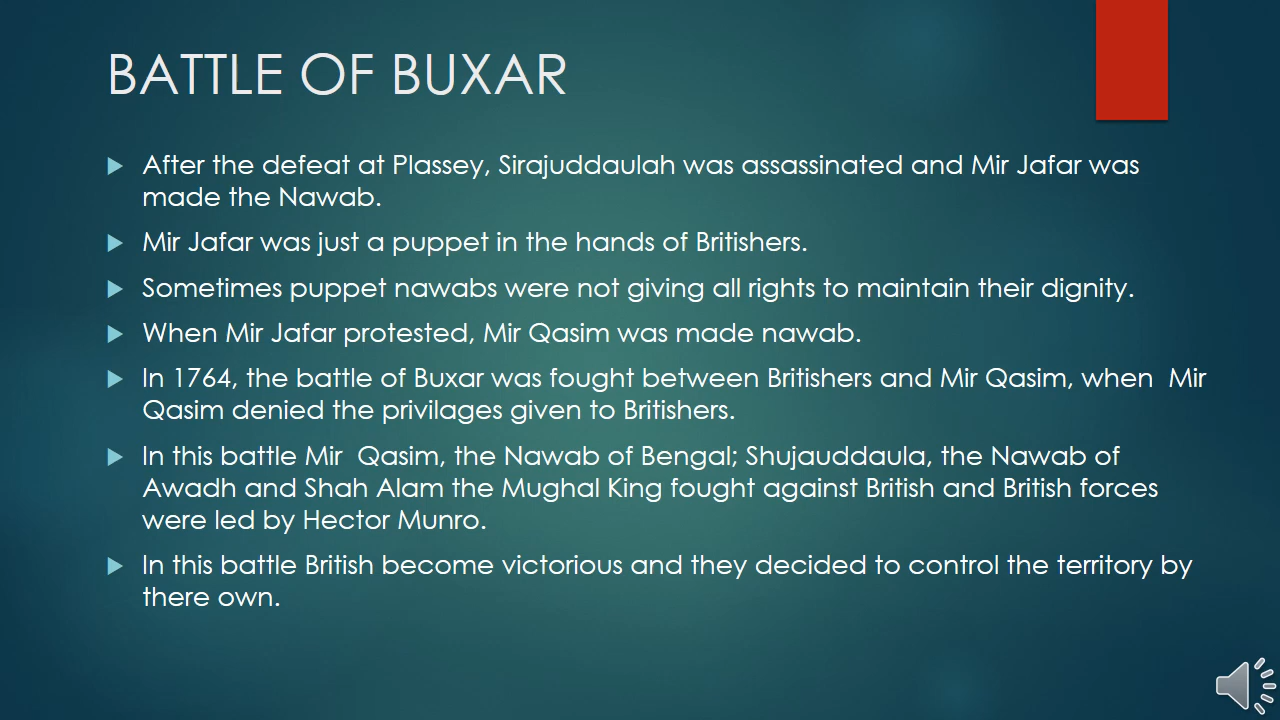 BATTLE OF BUXAR
After the defeat at Plassey, Sirajuddaulah was assassinated and Mir Jafar was
made the Nawab.
Mir Jafar was just a puppet in the hands of Britishers.
Sometimes puppet nawabs were not giving all rights to maintain their dignity.
When Mir Jafar protested, Mir Qasim was made nawab.
In 1764, the battle of Buxar was fought between Britishers and Mir Qasim, when  Mir
Qasim denied the privilages given to Britishers.
In this battle Mir  Qasim, the Nawab of Bengal; Shujauddaula, the Nawab of
Awadh and Shah Alam the Mughal King fought against British and British forces
were led by Hector Munro.
In this battle British become victorious and they decided to control the territory by
there own.